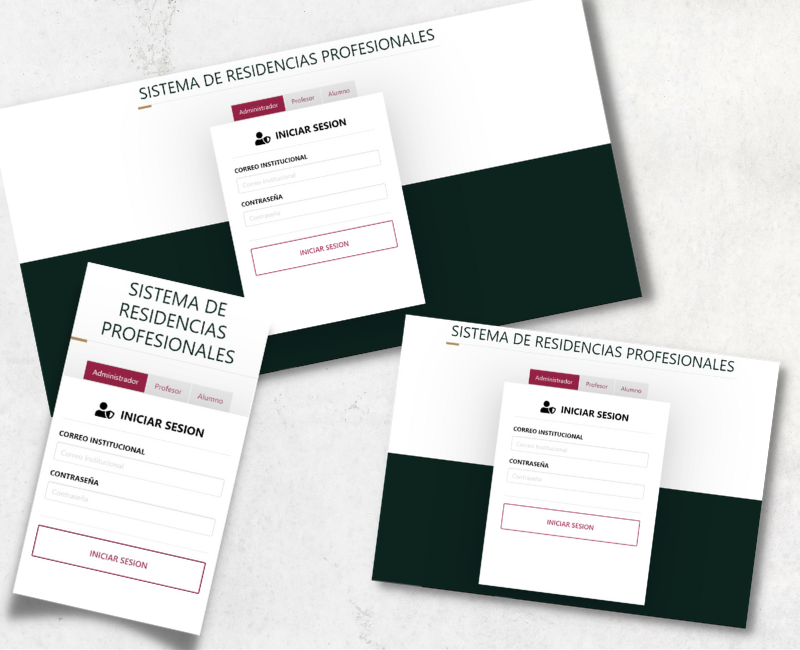 SISTEMA DE RESIDENCIAS PROFESIONALES
Administrador Profesor Alumno
INICIAR SESION
CORREO INSTITUCIONAL
Correo Institucional
CONTRASEÑA
Contraseña
INICIAR SESION
SISTEMA DE
RESIDENCIAS
PROFESIONALES
Administrador Profesor Alumno
INICIAR SESION
CORREO INSTITUCIONAL
Correo Institucional
CONTRASEÑA
Contraseña
INICIAR SESION
SISTEMA DE RESIDENCIAS PROFESIONALES
Administrador Profesor Alumno
INICIAR SESION
CORREO INSTITUCIONAL
Correo Institucional
CONTRASEÑA
Contraseña
INICIAR SESION